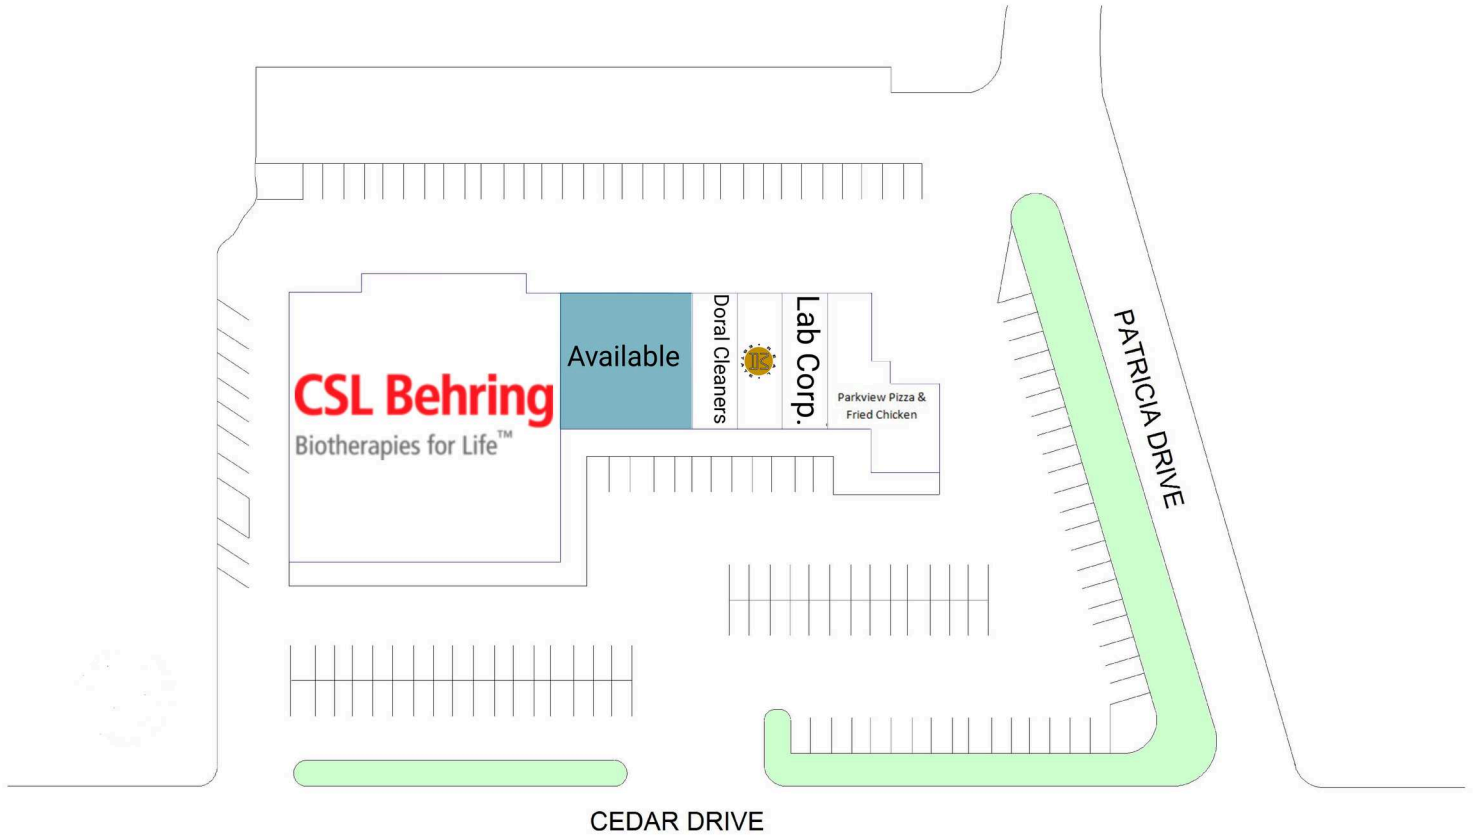 CSL Behring
Biotherapies for Life™
Available
Doral Cleaners
Lab Corp.
Parkview Pizza &
Fried Chicken
PATRICIA DRIVE
CEDAR DRIVE